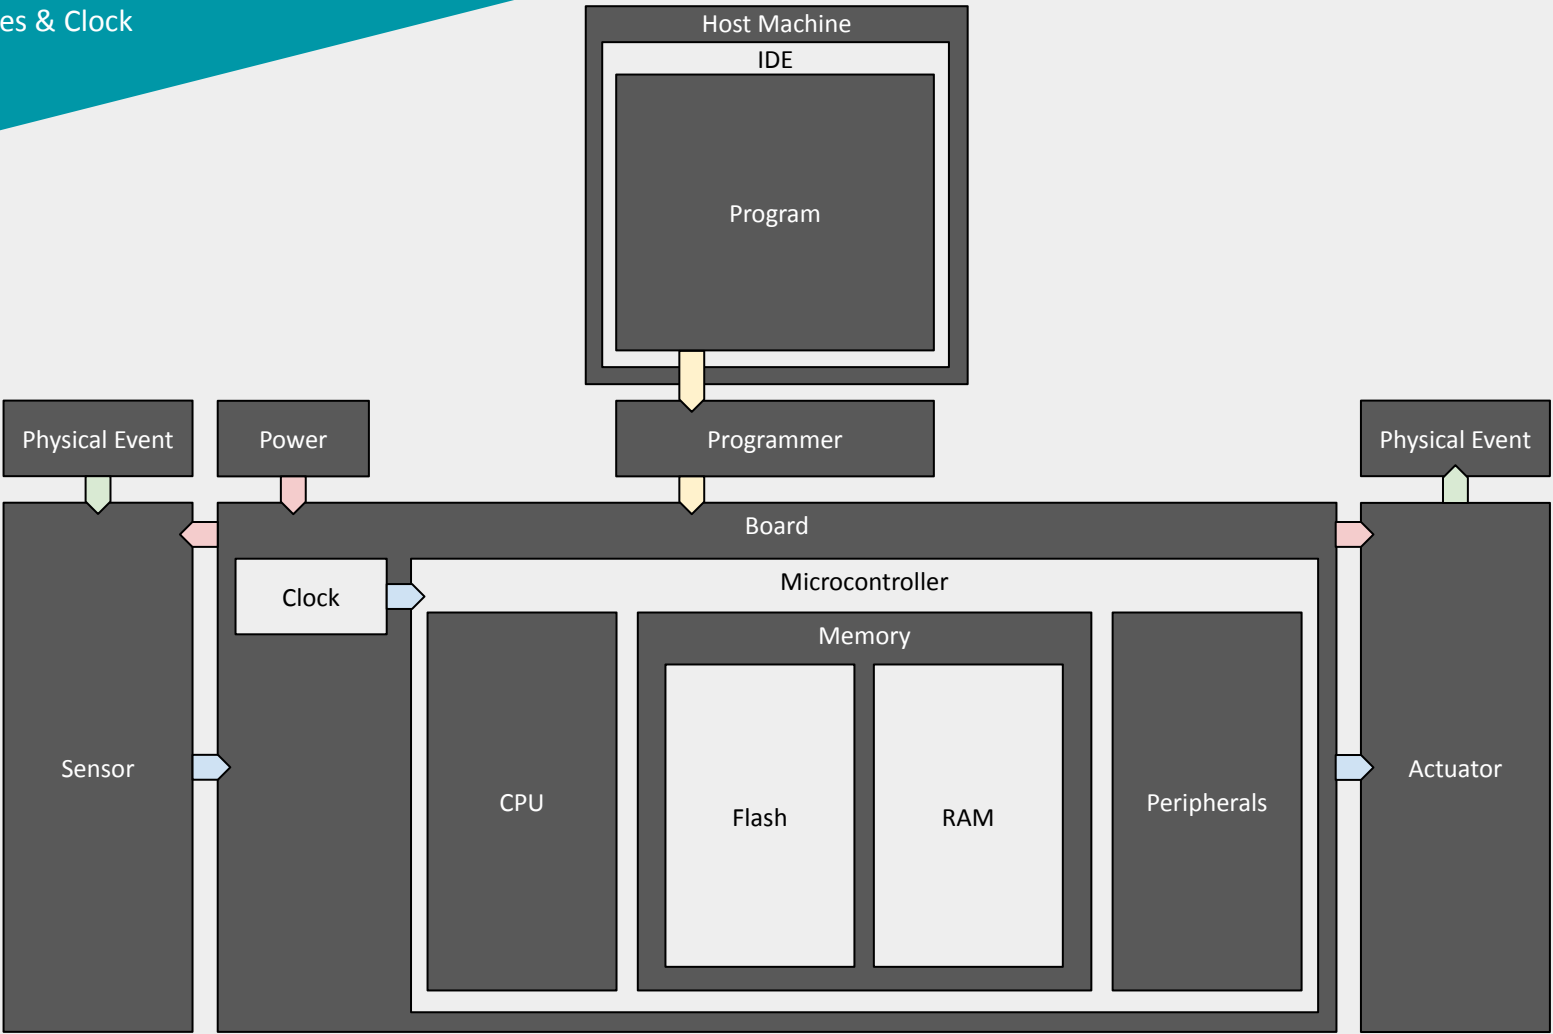 es & Clock
Host Machine
IDE
Program
Physical Event
Power
Programmer
Physical Event
Board
Clock
Microcontroller
Memory
Sensor
CPU
Flash
RAM
Peripherals
Actuator